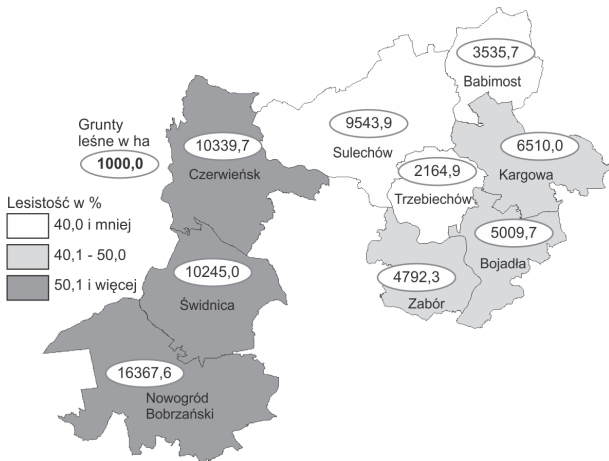 3535,7
Babimost
Grunty
leśne w ha
1000,0
10339,7
Czerwieńsk
9543,9
Sulechów
6510,0
Kargowa
2164,9
Trzebiechów
Lesistość w %
40,0 i mniej
40,1 - 50,0
50,1 i więcej
5009,7
Bojadła
4792,3
Zabór
10245,0
Świdnica
16367,6
Nowogród
Bobrzański